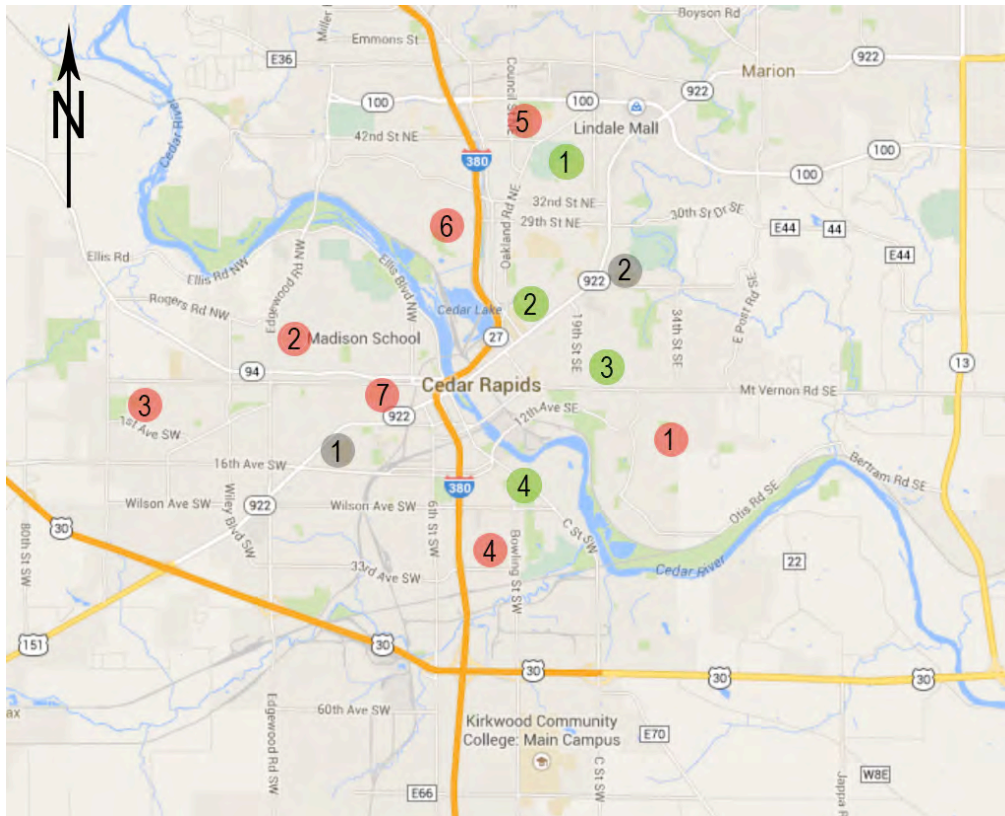 Boyson Rd
Miller
Emmons St
E36
922
922
Marion
922
100
100
Council St NE
5
Lindale Mall
N
Cedar River
42nd St NE
380
1
100
100
32nd St NE
29th St NE
30th St Dr SE
E44
44
E44
6
Oakland Rd NE
Ellis Rd
Ellis Rd NW
Edgewood Rd NW
Ellis Blvd NW
922
2
E Post Rd SE
Rogers Rd NW
Cedar Lake
2
27
19th St SE
34th St SE
2
Madison School
3
13
94
Cedar Rapids
Mt Vernon Rd SE
7
922
3
1st Ave SW
12th Ave SE
1
1
16th Ave SW
Bertram Rd SE
380
4
Otis Rd SE
Wilson Ave SW
922
Wilson Ave SW
30
80th St SW
Wiley Blvd SW
6th St SW
C St SW
4
Bowling St SW
33rd Ave SW
Cedar River
22
151
30
30
30
30
ax
Edgewood Rd SW
60th Ave SW
Kirkwood Community
College: Main Campus
E70
C St SW
W8E
Jappa R
E66